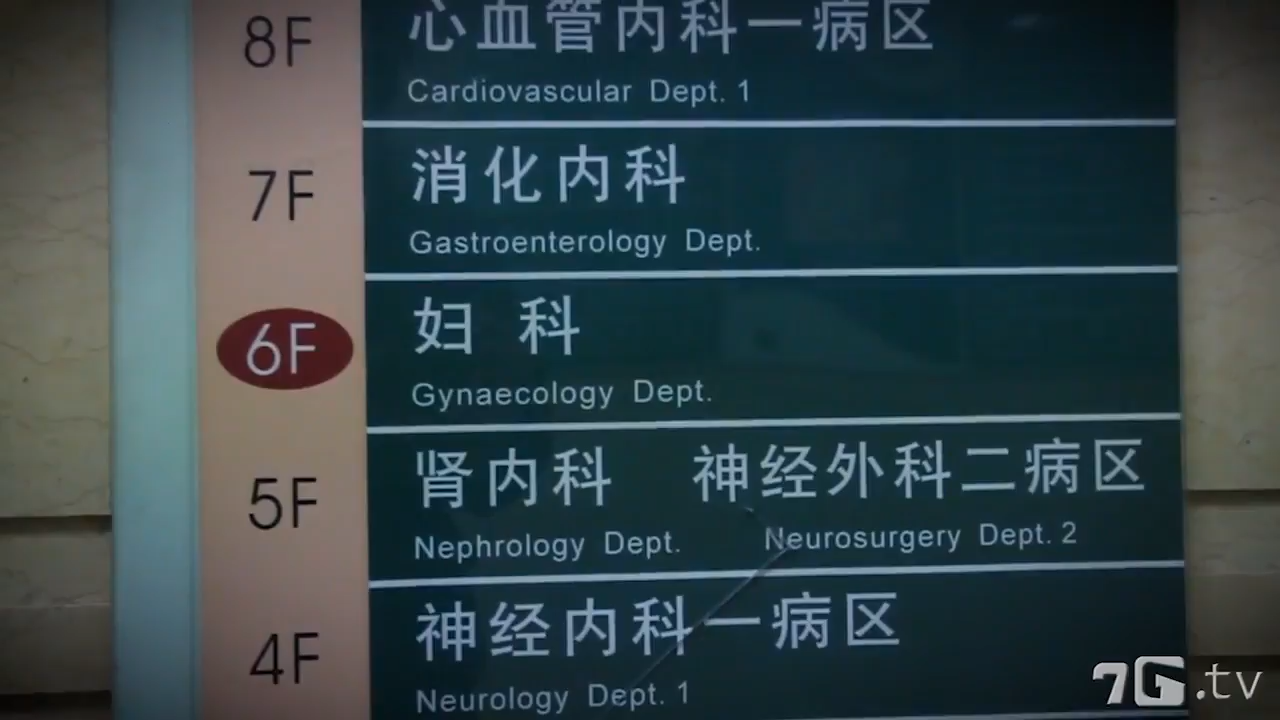 8F
心血管内科一病区
Cardiovascular Dept. 1
7F
消化内科
Gastroenterology Dept.
6F
妇 科
Gynaecology Dept.
5F
肾内科 神经外科二病区
Nephrology Dept. Neurosurgery Dept. 2
4F
神经内科一病区
Neurology Dept. 1
7G.tv